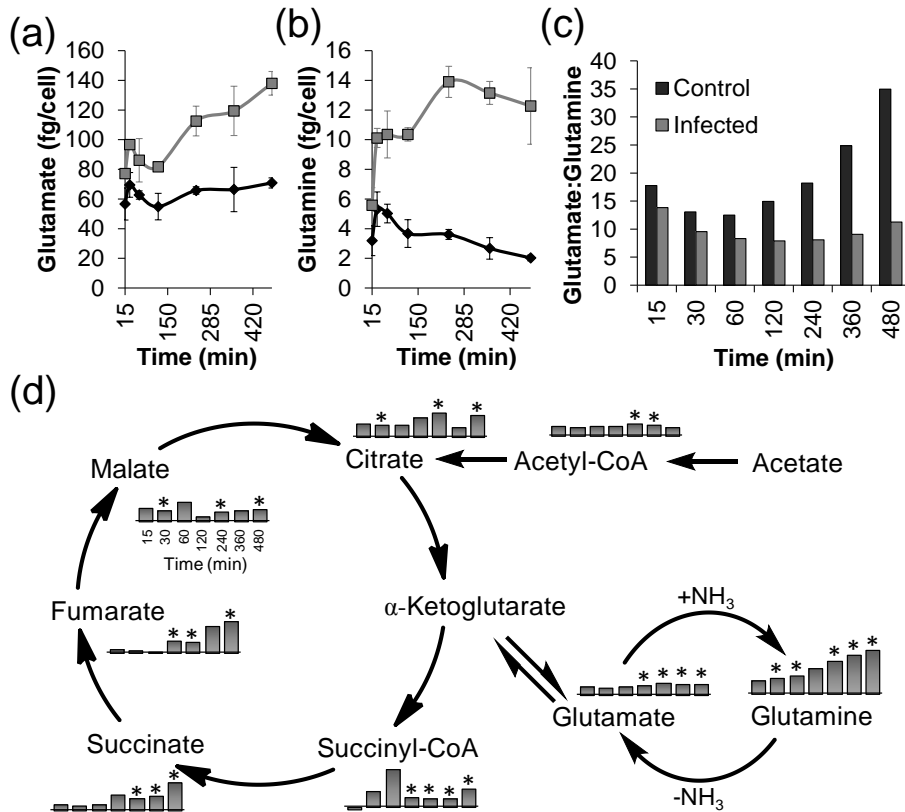 (a)
Glutamate (fg/cell)
160
140
120
100
80
60
40
20
0
15
150
285
420
Time (min)
(b)
Glutamine (fg/cell)
16
14
12
10
8
6
4
2
0
15
150
285
420
Time (min)
(c)
Glutamate:Glutamine
40
35
30
25
20
15
10
5
0
Control
Infected
15
30
60
120
240
360
480
Time (min)
(d)
* * *
Citrate
* *
Acetyl-CoA
Acetate
Malate
* * *
15
30
60
120
240
360
480
Time (min)
Fumarate
* * *
α-Ketoglutarate
+NH3
* * * *
Glutamate
* * * * *
Glutamine
-NH3
Succinate
* * *
Succinyl-CoA
* * * *